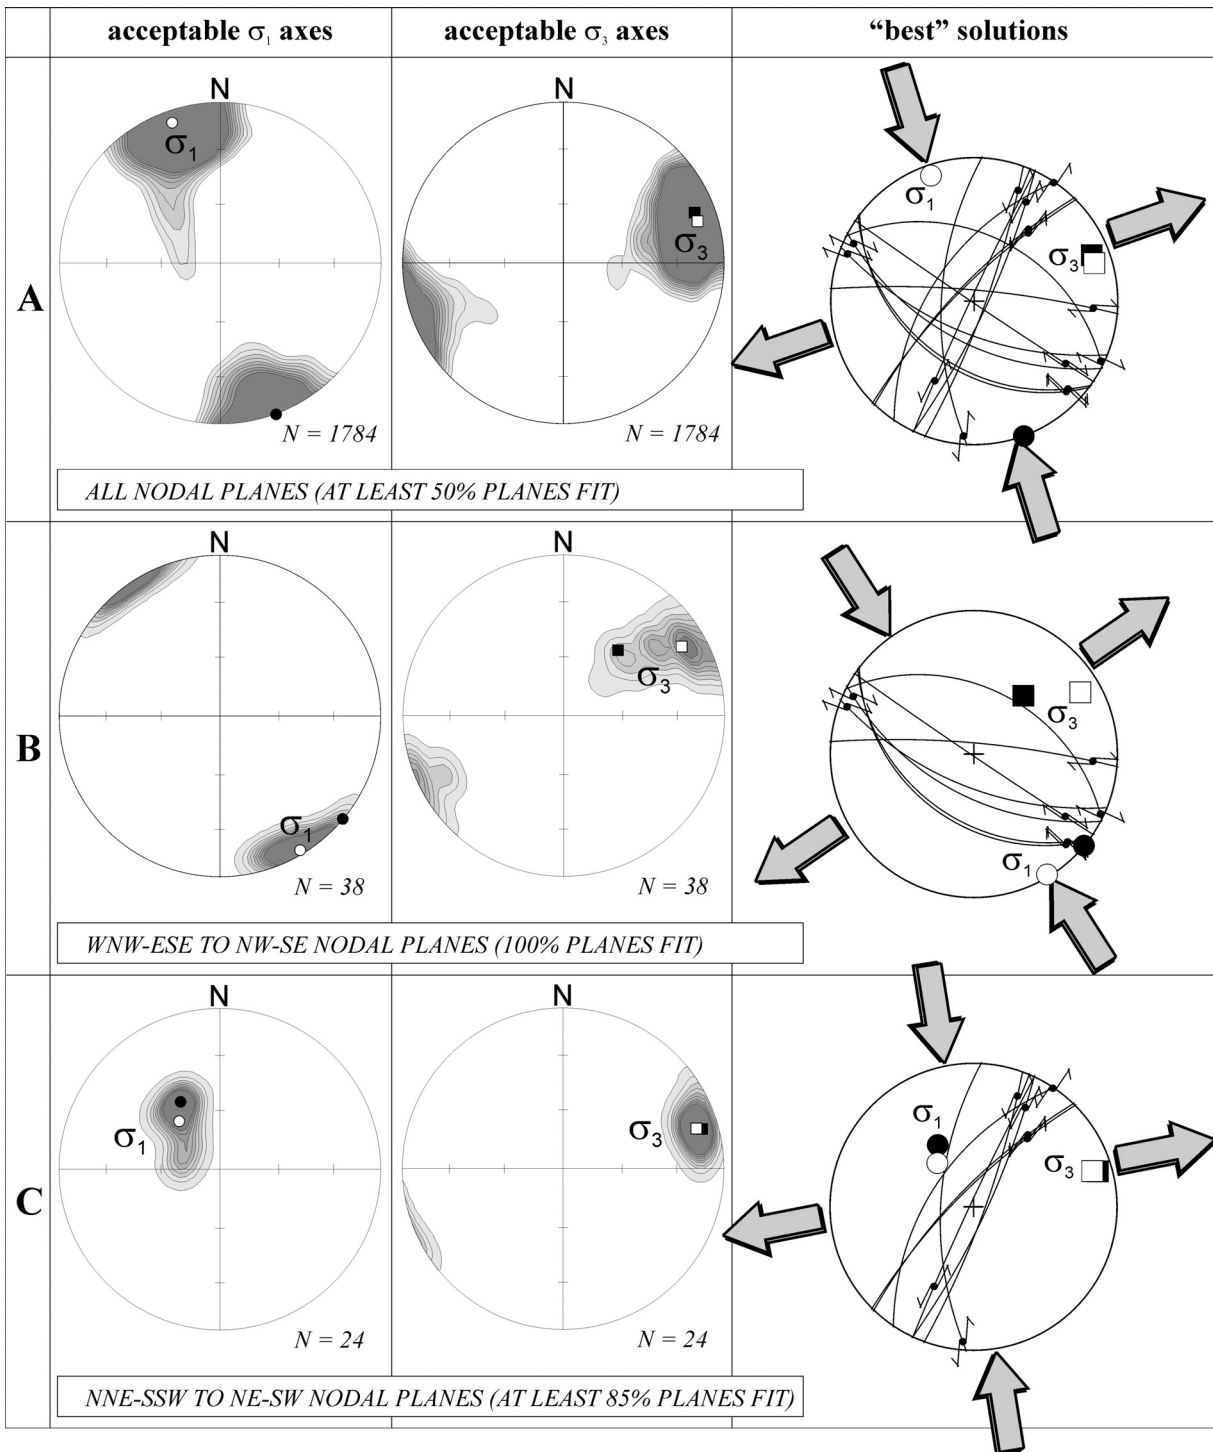 acceptable σ₁ axes
acceptable σ₃ axes
“best” solutions
A
N
σ₁
N = 1784
N
σ₃
N = 1784
σ₁
σ₃
ALL NODAL PLANES (AT LEAST 50% PLANES FIT)
B
N
σ₁
N = 38
N
σ₃
N = 38
σ₃
σ₁
WNW-ESE TO NW-SE NODAL PLANES (100% PLANES FIT)
C
N
σ₁
N = 24
N
σ₃
N = 24
σ₁
σ₃
NNE-SSW TO NE-SW NODAL PLANES (AT LEAST 85% PLANES FIT)